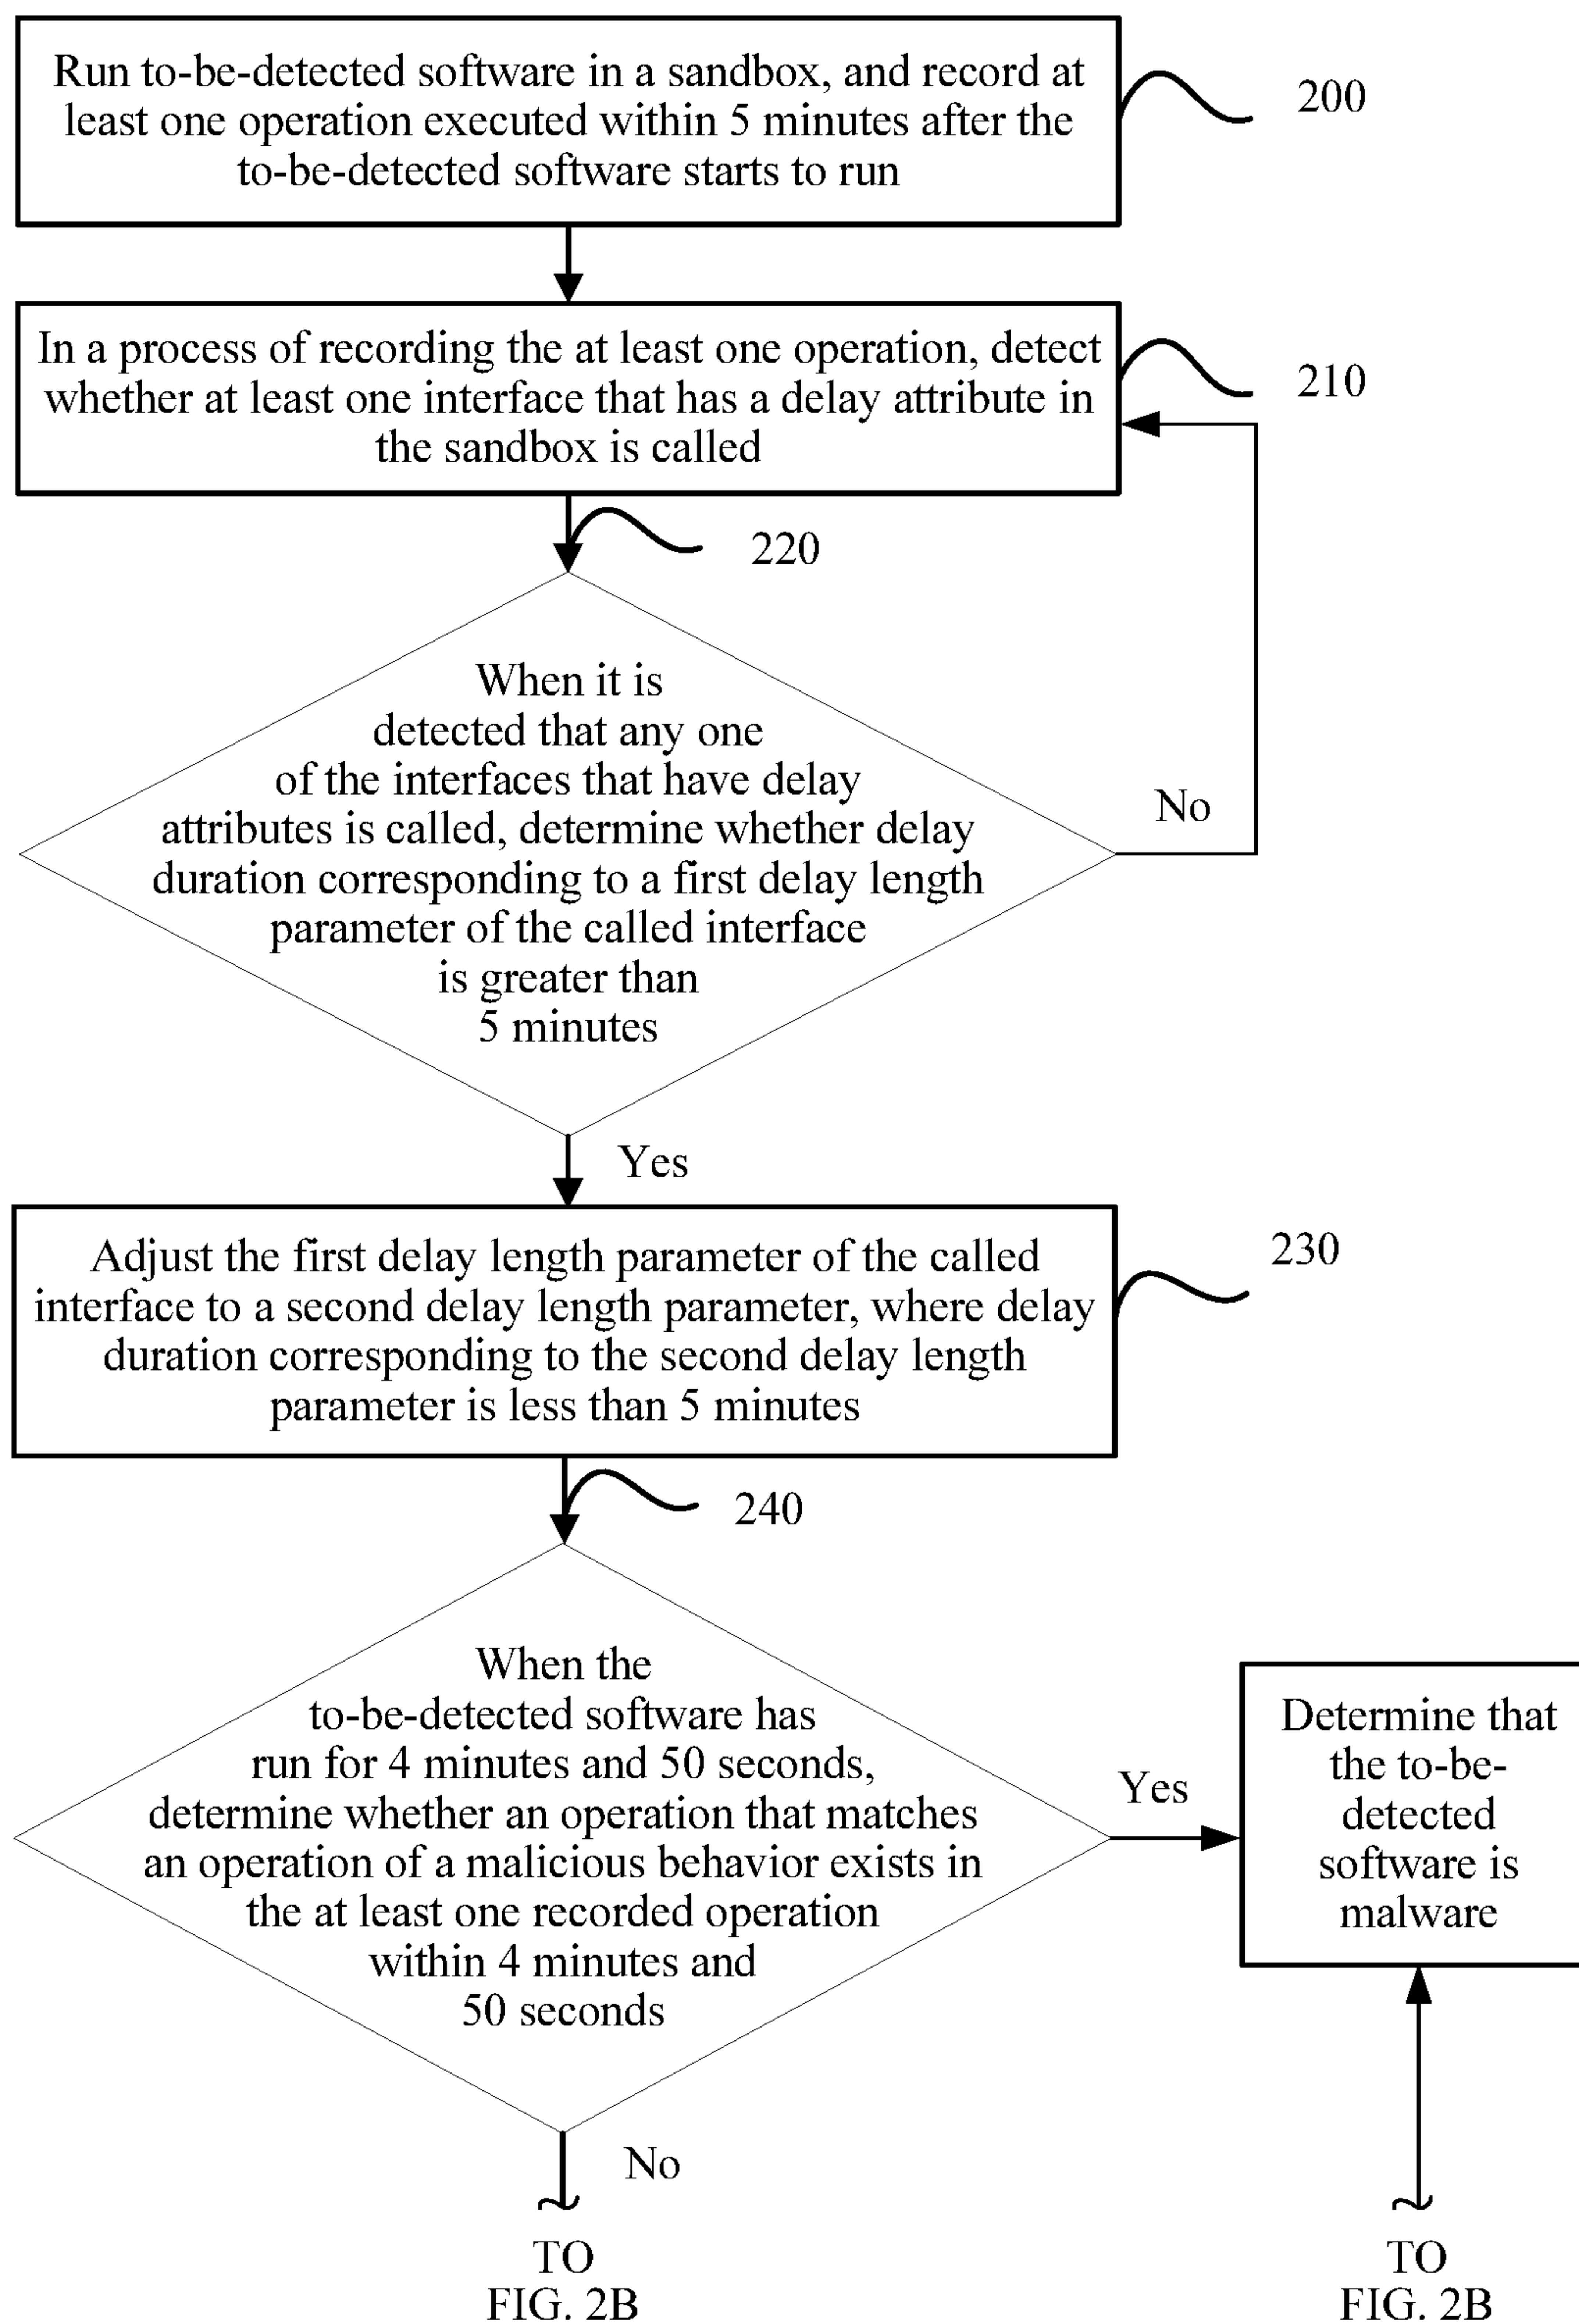 Run to-be-detected software in a sandbox, and record at
least one operation executed within 5 minutes after the
to-be-detected software starts to run
200
In a process of recording the at least one operation, detect
whether at least one interface that has a delay attribute in
the sandbox is called
210
220
When it is
detected that any one
of the interfaces that have delay
attributes is called, determine whether delay
duration corresponding to a first delay length
parameter of the called interface
is greater than
5 minutes
No
Yes
Adjust the first delay length parameter of the called
interface to a second delay length parameter, where delay
duration corresponding to the second delay length
parameter is less than 5 minutes
230
240
When the
to-be-detected software has
run for 4 minutes and 50 seconds,
determine whether an operation that matches
an operation of a malicious behavior exists in
the at least one recorded operation
within 4 minutes and
50 seconds
Yes
Determine that
the to-be-
detected
software is
malware
No
TO
FIG. 2B
TO
FIG. 2B